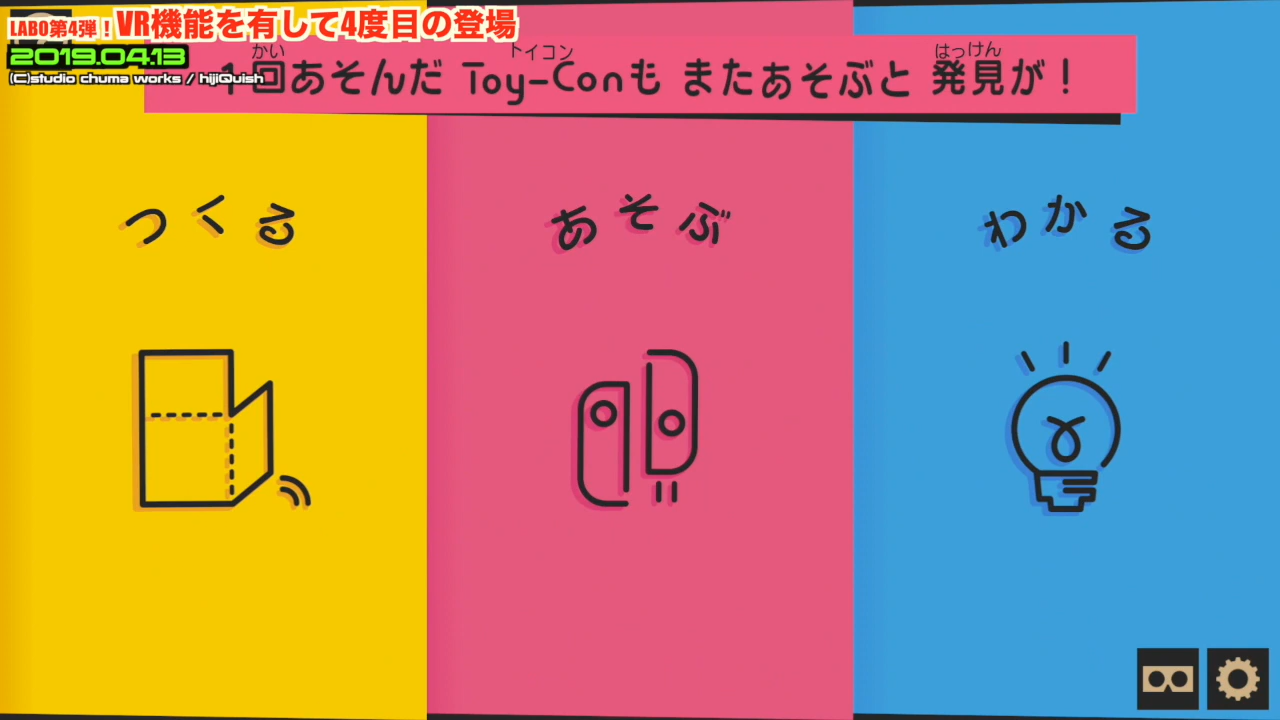 LABO第4弾！VR機能を有して4度目の登場
2019.04.13
(C)studio chuma works / hijiQuish
かい トイコン はっけん
1回あそんだ Toy-Conも またあそぶと 発見が！
つくる
あそぶ
わかる